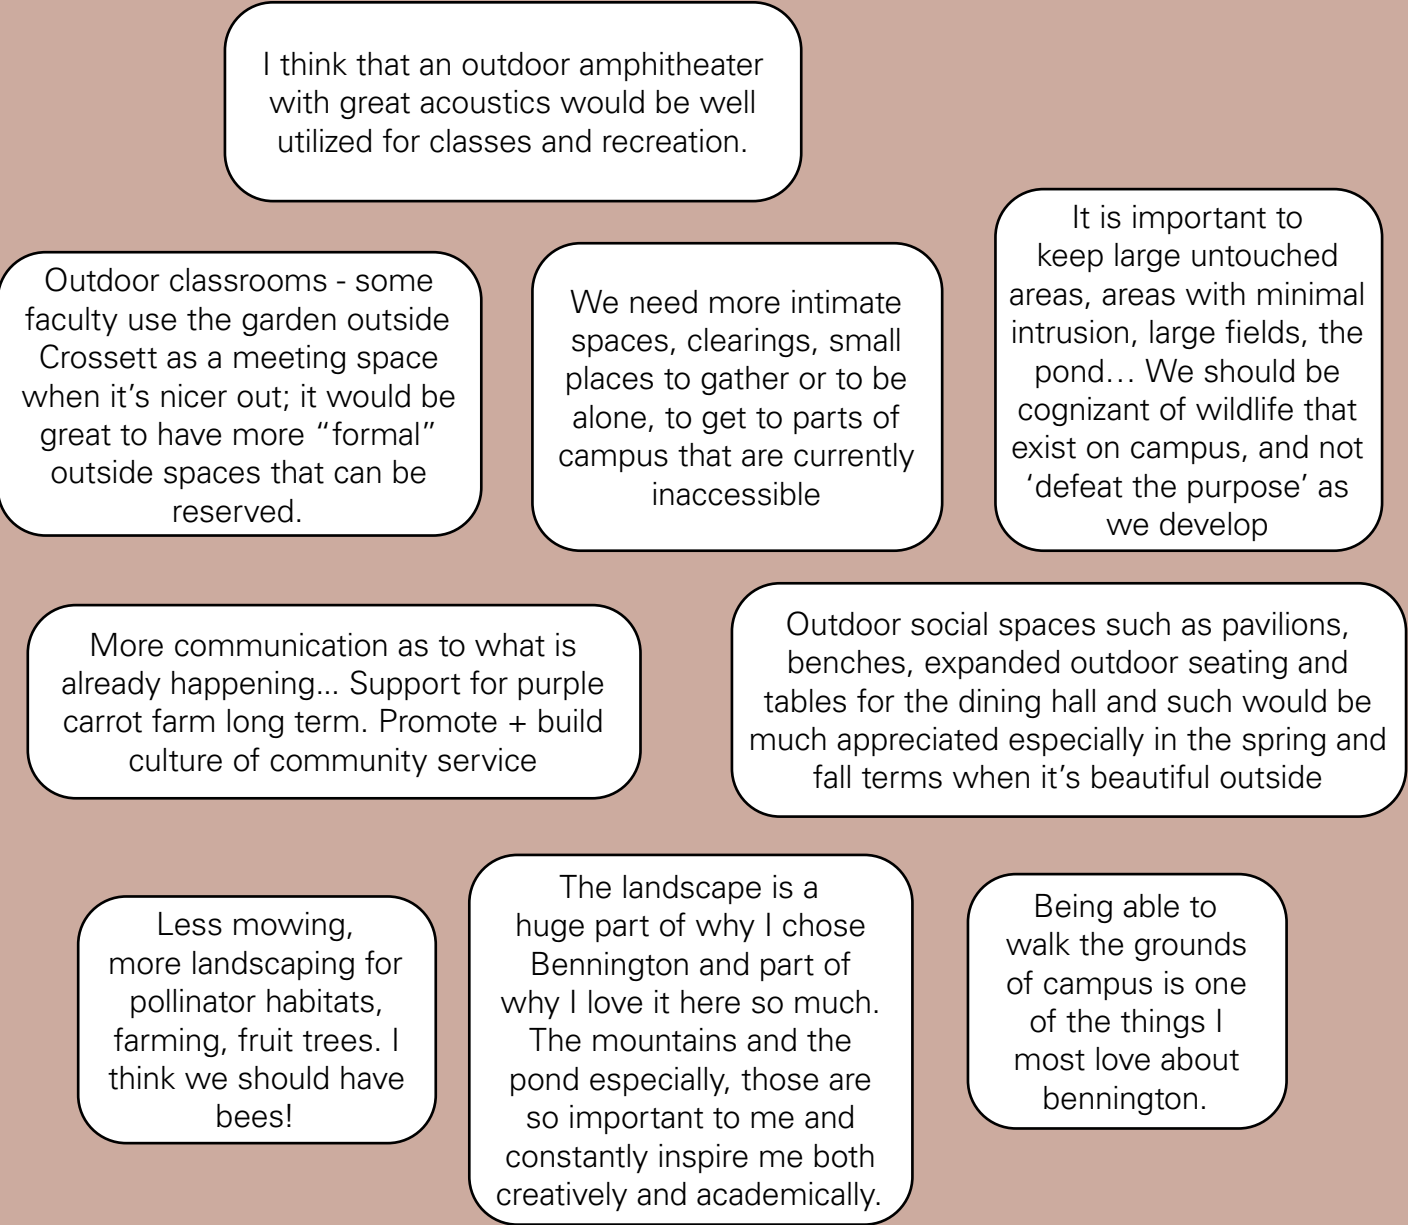 I think that an outdoor amphitheater
with great acoustics would be well
utilized for classes and recreation.
Outdoor classrooms - some
faculty use the garden outside
Crossett as a meeting space
when it's nicer out; it would be
great to have more “formal”
outside spaces that can be
reserved.
We need more intimate
spaces, clearings, small
places to gather or to be
alone, to get to parts of
campus that are currently
inaccessible
It is important to
keep large untouched
areas, areas with minimal
intrusion, large fields, the
pond… We should be
cognizant of wildlife that
exist on campus, and not
‘defeat the purpose’ as
we develop
More communication as to what is
already happening... Support for purple
carrot farm long term. Promote + build
culture of community service
Outdoor social spaces such as pavilions,
benches, expanded outdoor seating and
tables for the dining hall and such would be
much appreciated especially in the spring and
fall terms when it's beautiful outside
Less mowing,
more landscaping for
pollinator habitats,
farming, fruit trees. I
think we should have
bees!
The landscape is a
huge part of why I chose
Bennington and part of
why I love it here so much.
The mountains and the
pond especially, those are
so important to me and
constantly inspire me both
creatively and academically.
Being able to
walk the grounds
of campus is one
of the things I
most love about
bennington.